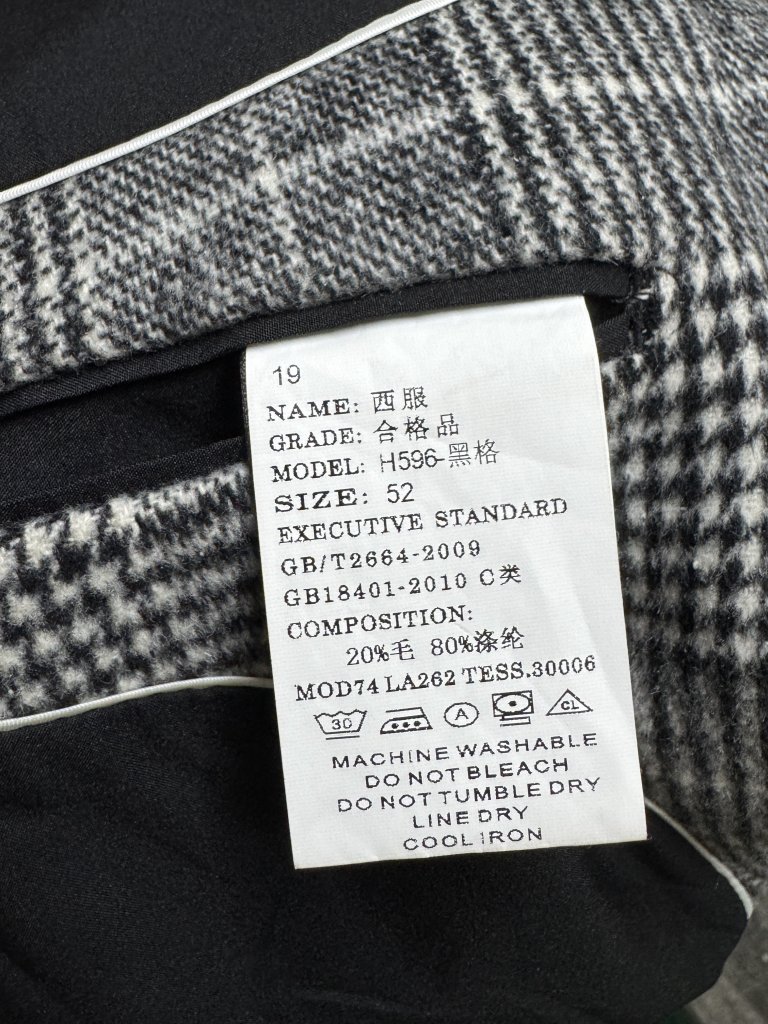 19
NAME: 西服
GRADE: 合格品
MODEL: H596-黑格
SIZE: 52
EXECUTIVE STANDARD
GB/T2664-2009
GB18401-2010 C类
COMPOSITION:
20%毛 80%涤纶
MOD74 LA262 TESS.30006
30 A CL
MACHINE WASHABLE
DO NOT BLEACH
DO NOT TUMBLE DRY
LINE DRY
COOL IRON